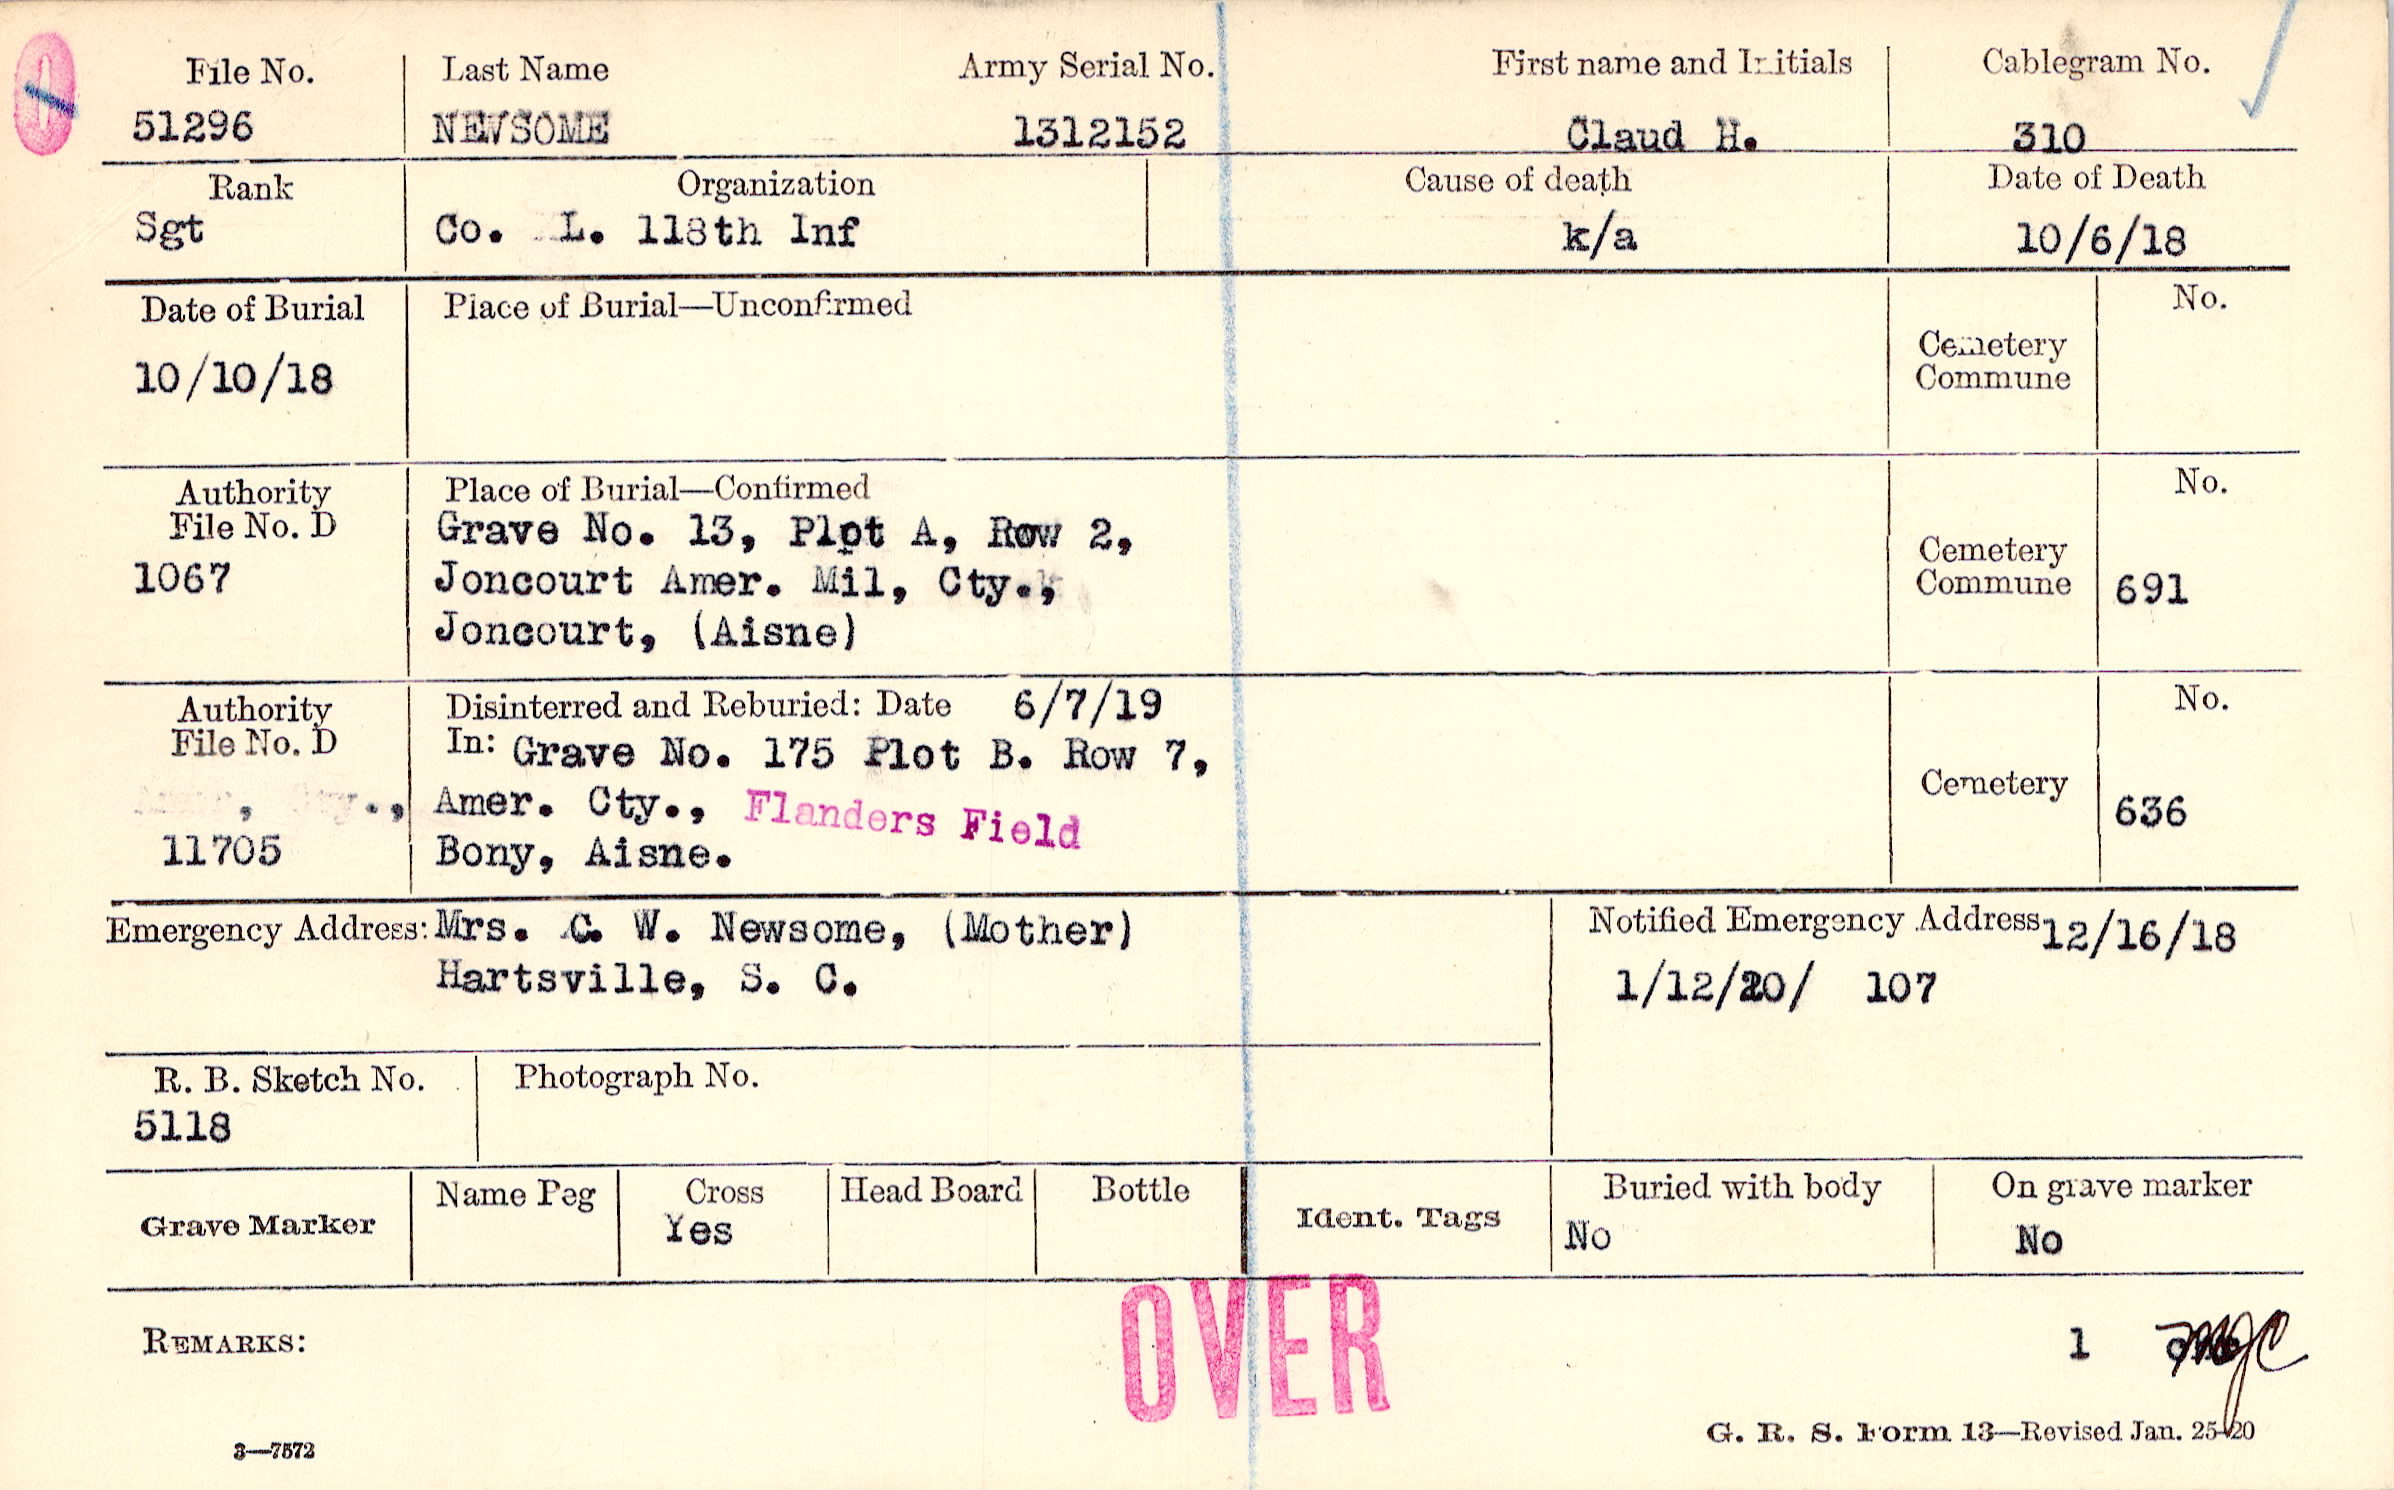 File No. Last Name Army Serial No. First name and Initials Cablegram No.
51296 NEWSOME 1312152 Claud H. 310
Rank Organization Cause of death Date of Death
Sgt Co. L. 118th Inf k/a 10/6/18
Date of Burial Place of Burial—Unconfirmed No.
10/10/18
Cemetery
Commune
Authority Place of Burial—Confirmed No.
File No. D Grave No. 13, Plot A, Row 2,
1067 Joncourt Amer. Mil, Cty.,
Joncourt, (Aisne)
Cemetery
Commune 691
Authority Disinterred and Reburied: Date 6/7/19 No.
File No. D In: Grave No. 175 Plot B. Row 7,
Amer. Cty., Flanders Field
11705 Bony, Aisne.
Cemetery 636
Emergency Address: Mrs. C. W. Newsome, (Mother)
Hartsville, S. C.
Notified Emergency Address 12/16/18
1/12/20/ 107
R. B. Sketch No. Photograph No.
5118
Grave Marker Name Peg Cross Head Board Bottle Ident. Tags Buried with body On grave marker
Yes No No
OVER
REMARKS: 1
3—7572 G. R. S. Form 13—Revised Jan. 25-20